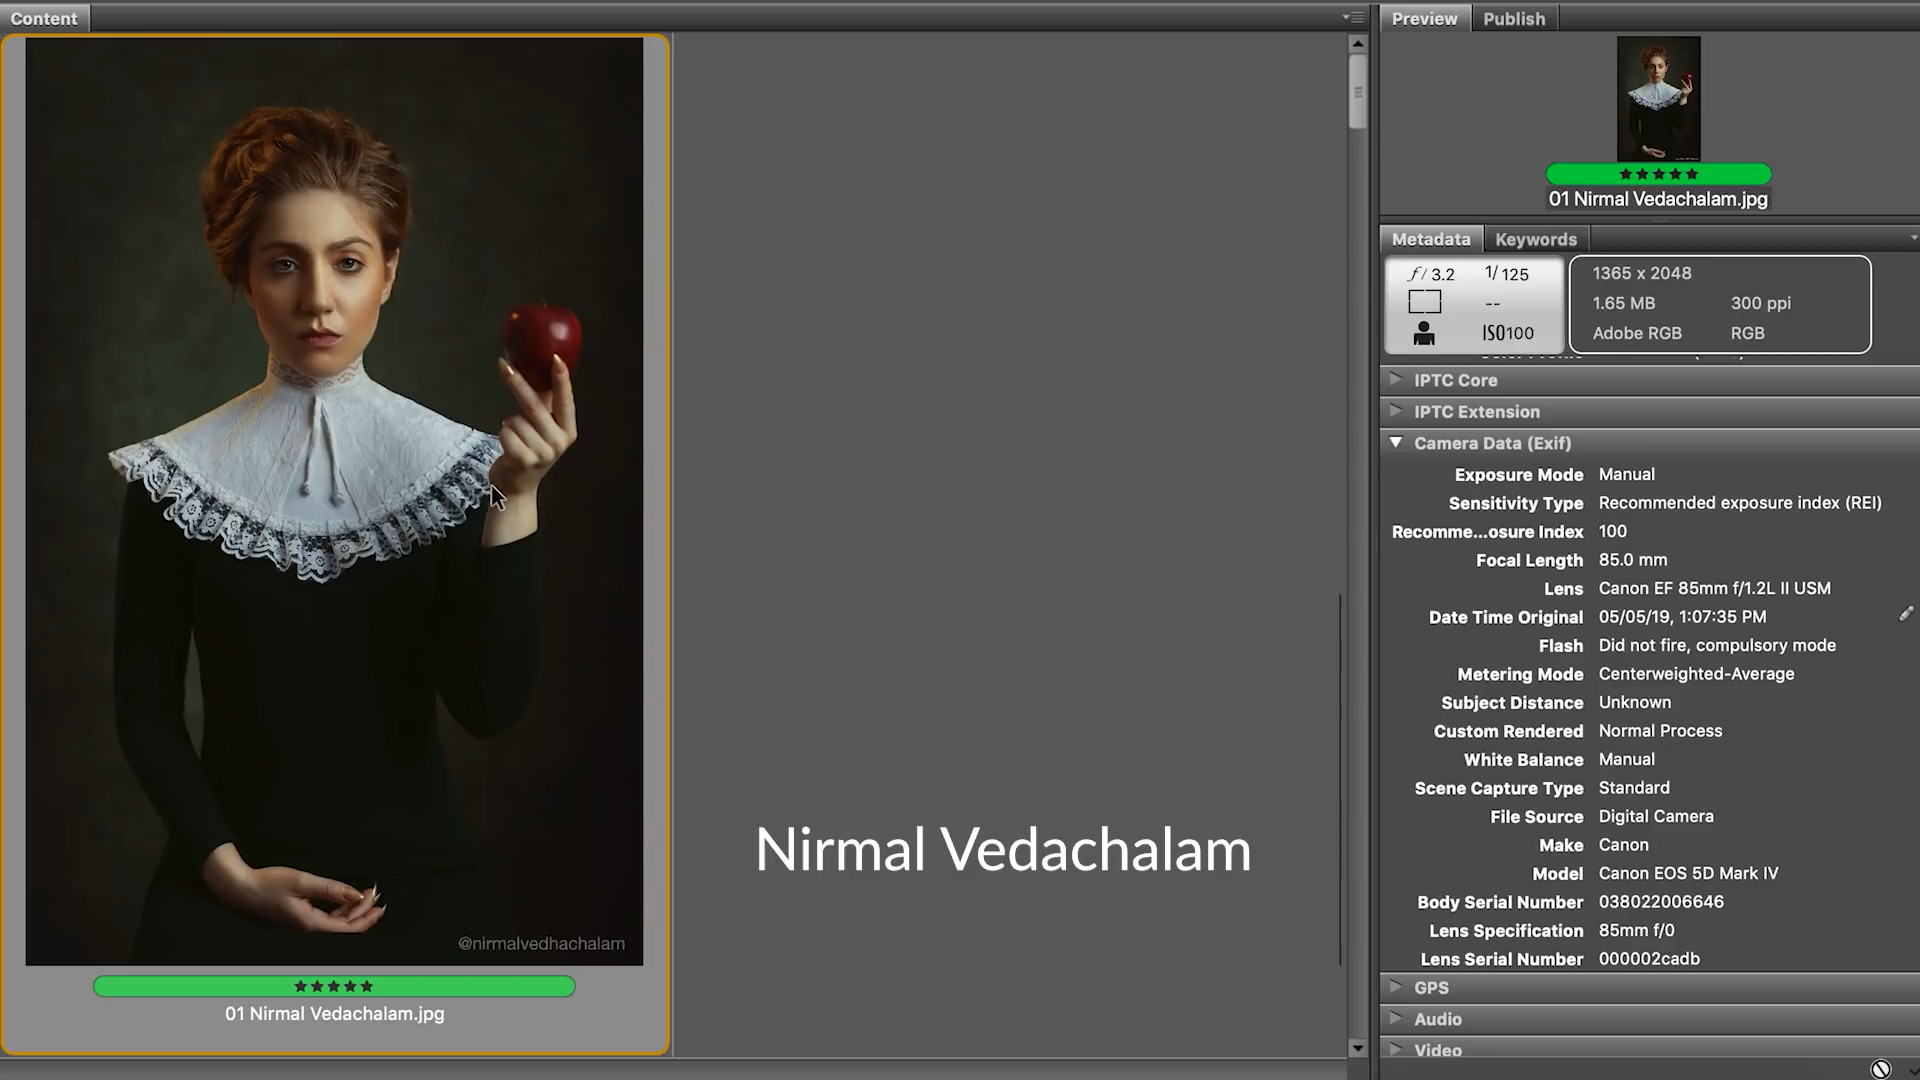 Content
Preview
Publish
★★★★★
01 Nirmal Vedachalam.jpg
Metadata
Keywords
ƒ/ 3.2 1/ 125
--
ISO100
1365 x 2048
1.65 MB 300 ppi
Adobe RGB RGB
IPTC Core
IPTC Extension
Camera Data (Exif)
Exposure Mode Manual
Sensitivity Type Recommended exposure index (REI)
Recomme...osure Index 100
Focal Length 85.0 mm
Lens Canon EF 85mm f/1.2L II USM
Date Time Original 05/05/19, 1:07:35 PM
Flash Did not fire, compulsory mode
Metering Mode Centerweighted-Average
Subject Distance Unknown
Custom Rendered Normal Process
White Balance Manual
Scene Capture Type Standard
File Source Digital Camera
Make Canon
Model Canon EOS 5D Mark IV
Body Serial Number 038022006646
Lens Specification 85mm f/0
Lens Serial Number 000002cadb
GPS
Audio
Video
Nirmal Vedachalam
@nirmalvedhachalam
★★★★★
01 Nirmal Vedachalam.jpg